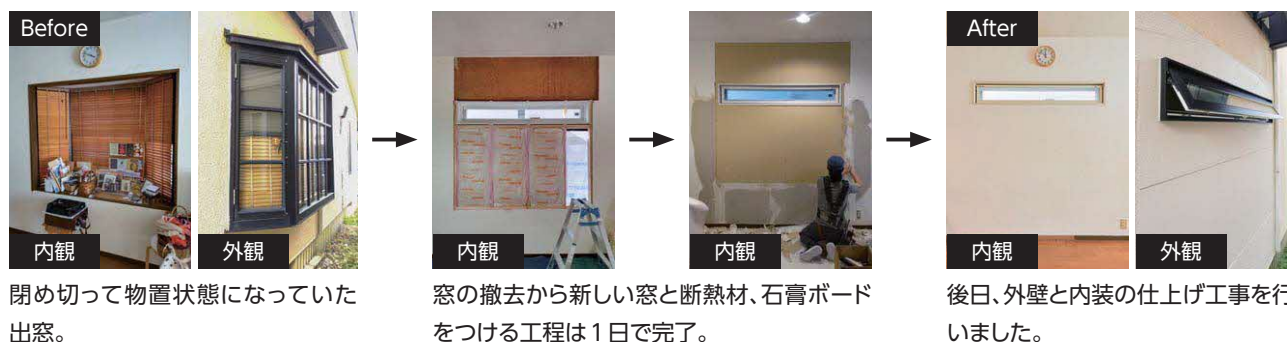 Before
内観
外観
内観
内観
After
内観
外観
閉め切って物置状態になっていた
出窓。
窓の撤去から新しい窓と断熱材、石膏ボード
をつける工程は1日で完了。
後日、外壁と内装の仕上げ工事を行
いました。